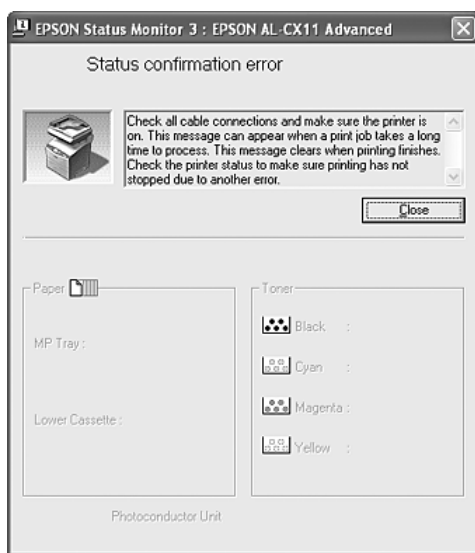 EPSON Status Monitor 3 : EPSON AL-CX11 Advanced
Status confirmation error
Check all cable connections and make sure the printer is
on. This message can appear when a print job takes a long
time to process. This message clears when printing finishes.
Check the printer status to make sure printing has not
stopped due to another error.
Close
Paper
MP Tray :
Lower Cassette :
Toner
Black :
Cyan :
Magenta :
Yellow :
Photoconductor Unit